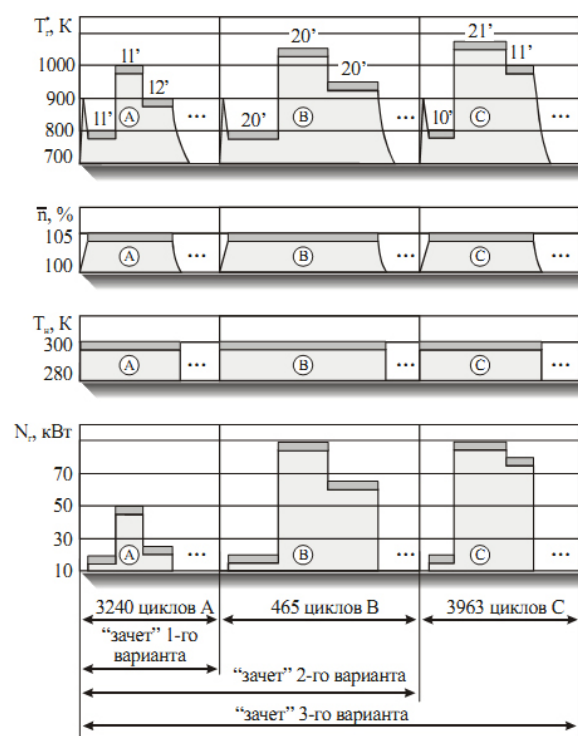 Tг*, К
1000
900
800
700
11’
11’
12’
А
...
20’
20’
20’
В
...
10’
21’
11’
С
...
n̅, %
105
100
А
...
В
...
С
...
Tн, К
300
280
А
...
В
...
С
...
Nг, кВт
70
50
30
10
А
...
В
...
С
...
3240 циклов А
465 циклов В
3963 циклов С
“зачет” 1-го
варианта
“зачет” 2-го варианта
“зачет” 3-го варианта